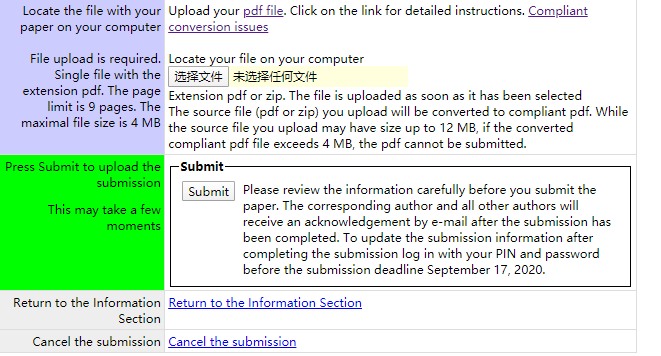 Locate the file with your
paper on your computer
File upload is required.
Single file with the
extension pdf. The page
limit is 9 pages. The
maximal file size is 4 MB
Upload your pdf file. Click on the link for detailed instructions. Compliant
conversion issues
Locate your file on your computer
选择文件 未选择任何文件
Extension pdf or zip. The file is uploaded as soon as it has been selected
The source file (pdf or zip) you upload will be converted to compliant pdf. While
the source file you upload may have size up to 12 MB, if the converted
compliant pdf file exceeds 4 MB, the pdf cannot be submitted.
Press Submit to upload the
submission
This may take a few
moments
Submit
Submit
Please review the information carefully before you submit the
paper. The corresponding author and all other authors will
receive an acknowledgement by e-mail after the submission has
been completed. To update the submission information after
completing the submission log in with your PIN and password
before the submission deadline September 17, 2020.
Return to the Information
Section
Return to the Information Section
Cancel the submission
Cancel the submission